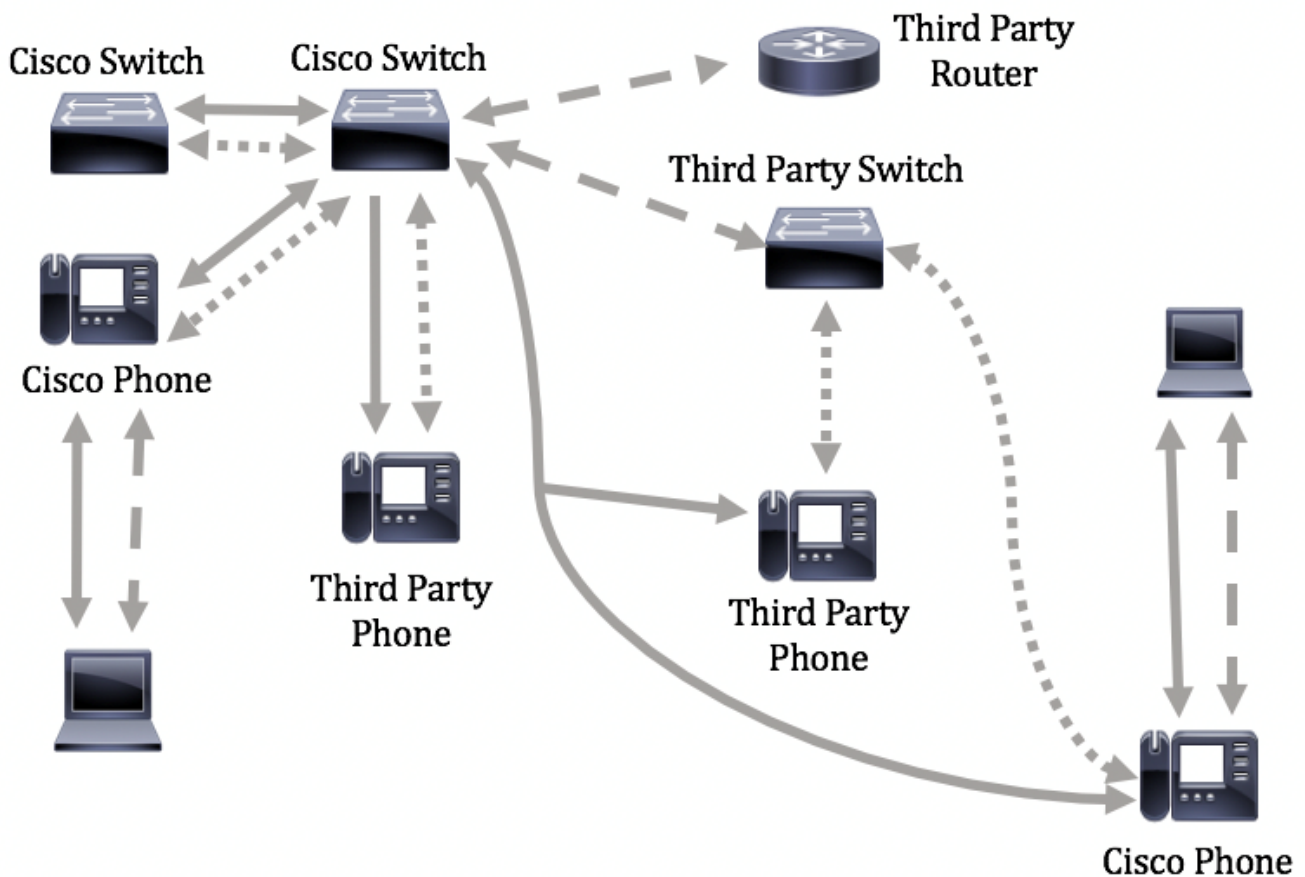 Cisco Switch
Cisco Switch
Third Party
Router
Third Party Switch
Cisco Phone
Third Party
Phone
Third Party
Phone
Cisco Phone